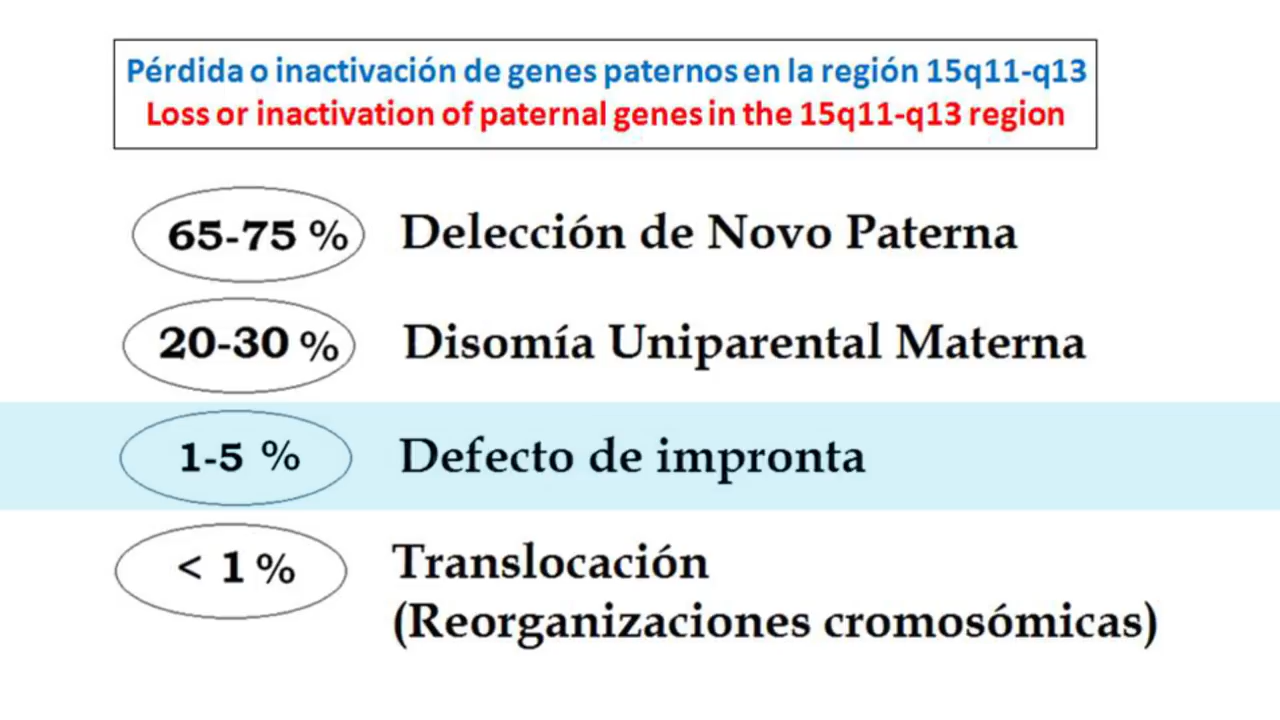 Pérdida o inactivación de genes paternos en la región 15q11-q13
Loss or inactivation of paternal genes in the 15q11-q13 region
65-75 % Delección de Novo Paterna
20-30 % Disomía Uniparental Materna
1-5 % Defecto de impronta
< 1 % Translocación
(Reorganizaciones cromosómicas)